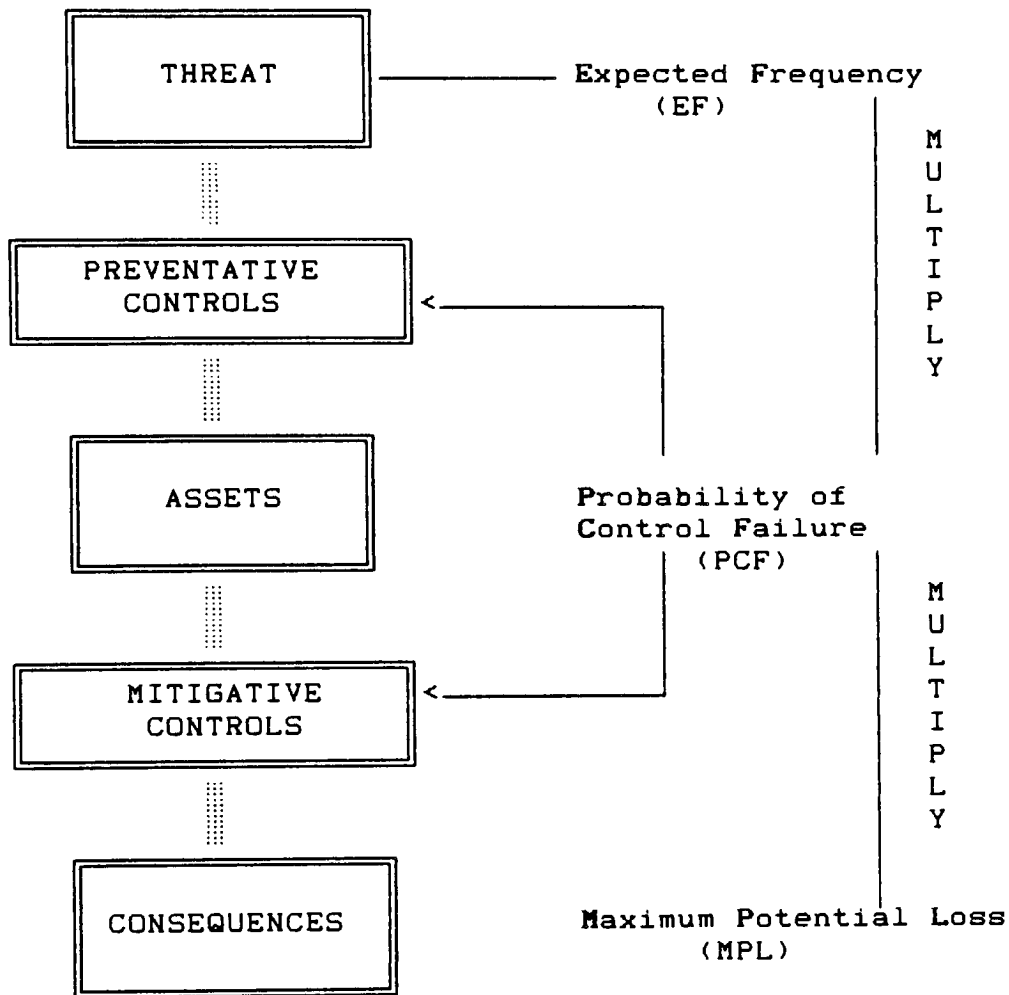 THREAT
Expected Frequency
(EF)
MULTIPLY
PREVENTATIVE
CONTROLS
<
ASSETS
Probability of
Control Failure
(PCF)
MULTIPLY
MITIGATIVE
CONTROLS
<
CONSEQUENCES
Maximum Potential Loss
(MPL)